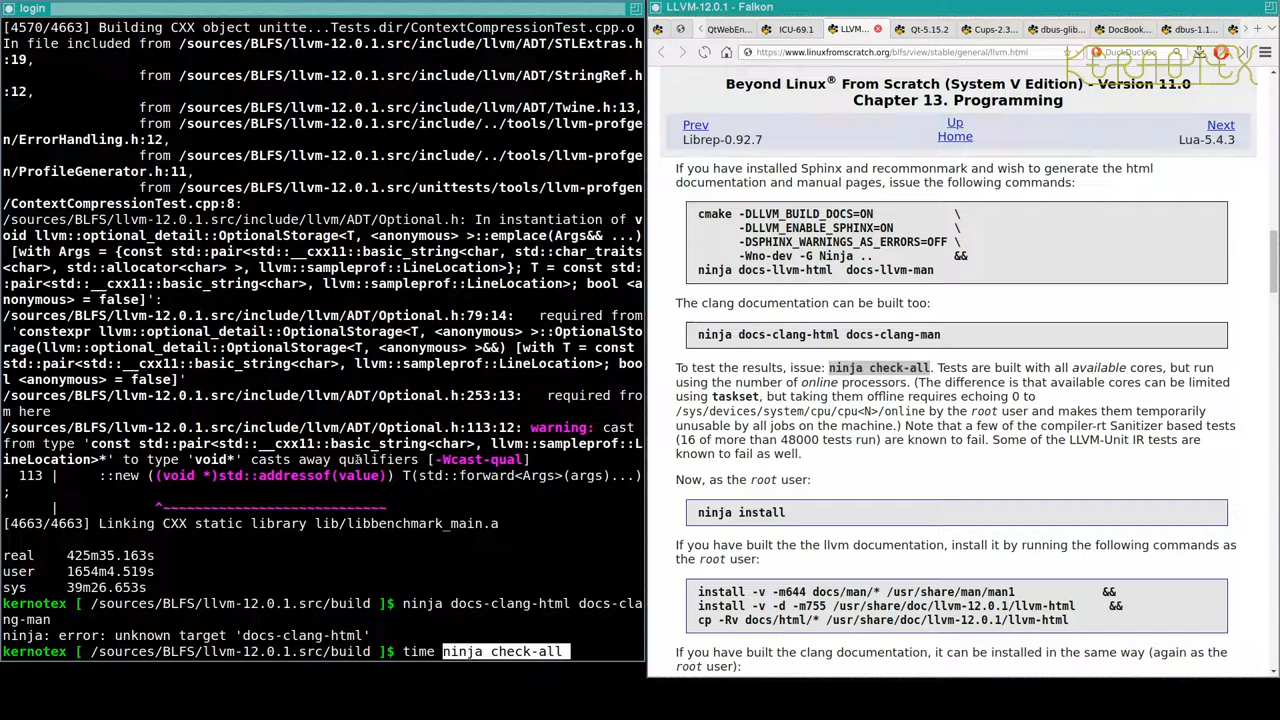 login
[4570/4663] Building CXX object unitte...Tests.dir/ContextCompressionTest.cpp.o
In file included from /sources/BLFS/llvm-12.0.1.src/include/llvm/ADT/STLExtras.h
:19,
from /sources/BLFS/llvm-12.0.1.src/include/llvm/ADT/StringRef.h
:12,
from /sources/BLFS/llvm-12.0.1.src/include/llvm/ADT/Twine.h:13,
from /sources/BLFS/llvm-12.0.1.src/include/../tools/llvm-profge
n/ErrorHandling.h:12,
from /sources/BLFS/llvm-12.0.1.src/include/../tools/llvm-profge
n/ProfileGenerator.h:11,
from /sources/BLFS/llvm-12.0.1.src/unittests/tools/llvm-profgen
/ContextCompressionTest.cpp:8:
/sources/BLFS/llvm-12.0.1.src/include/llvm/ADT/Optional.h: In instantiation of 'v
oid llvm::optional_detail::OptionalStorage<T, <anonymous> >::emplace(Args&& ...)
[with Args = {const std::pair<std::__cxx11::basic_string<char, std::char_traits
<char>, std::allocator<char> >, llvm::sampleprof::LineLocation>}; T = const std:
:pair<std::__cxx11::basic_string<char>, llvm::sampleprof::LineLocation>; bool <a
nonymous> = false]':
/sources/BLFS/llvm-12.0.1.src/include/llvm/ADT/Optional.h:79:14:   required from
'constexpr llvm::optional_detail::OptionalStorage<T, <anonymous> >::OptionalSto
rage(llvm::optional_detail::OptionalStorage<T, <anonymous> >&&) [with T = const
std::pair<std::__cxx11::basic_string<char>, llvm::sampleprof::LineLocation>; boo
l <anonymous> = false]'
/sources/BLFS/llvm-12.0.1.src/include/llvm/ADT/Optional.h:253:13:   required fro
m here
/sources/BLFS/llvm-12.0.1.src/include/llvm/ADT/Optional.h:113:12: warning: cast
from type 'const std::pair<std::__cxx11::basic_string<char>, llvm::sampleprof::L
ineLocation>*' to type 'void*' casts away qualifiers [-Wcast-qual]
113 |     ::new ((void *)std::addressof(value)) T(std::forward<Args>(args)...)
;
|            ^~~~~~~~~~~~~~~~~~~~~~~~~~~~~
[4663/4663] Linking CXX static library lib/libbenchmark_main.a
real    425m35.163s
user    1654m4.519s
sys     39m26.653s
kernotex [ /sources/BLFS/llvm-12.0.1.src/build ]$ ninja docs-clang-html docs-cla
ng-man
ninja: error: unknown target 'docs-clang-html'
kernotex [ /sources/BLFS/llvm-12.0.1.src/build ]$ time ninja check-all
LLVM-12.0.1 - Falkon
QtWebEn... ICU-69.1 LLVM... Qt-5.15.2 Cups-2.3... dbus-glib... DocBook... dbus-1.1...
https://www.linuxfromscratch.org/blfs/view/stable/general/llvm.html DuckDuckGo
KERNOTEX
Beyond Linux® From Scratch (System V Edition) - Version 11.0
Chapter 13. Programming
Prev Up Next
Librep-0.92.7 Home Lua-5.4.3
If you have installed Sphinx and recommonmark and wish to generate the html
documentation and manual pages, issue the following commands:
cmake -DLLVM_BUILD_DOCS=ON \
-DLLVM_ENABLE_SPHINX=ON \
-DSPHINX_WARNINGS_AS_ERRORS=OFF \
-Wno-dev -G Ninja .. &&
ninja docs-llvm-html docs-llvm-man
The clang documentation can be built too:
ninja docs-clang-html docs-clang-man
To test the results, issue: ninja check-all. Tests are built with all available cores, but run
using the number of online processors. (The difference is that available cores can be limited
using taskset, but taking them offline requires echoing 0 to
/sys/devices/system/cpu/cpu<N>/online by the root user and makes them temporarily
unusable by all jobs on the machine.) Note that a few of the compiler-rt Sanitizer based tests
(16 of more than 48000 tests run) are known to fail. Some of the LLVM-Unit IR tests are
known to fail as well.
Now, as the root user:
ninja install
If you have built the the llvm documentation, install it by running the following commands as
the root user:
install -v -m644 docs/man/* /usr/share/man/man1 &&
install -v -d -m755 /usr/share/doc/llvm-12.0.1/llvm-html &&
cp -Rv docs/html/* /usr/share/doc/llvm-12.0.1/llvm-html
If you have built the clang documentation, it can be installed in the same way (again as the
root user):